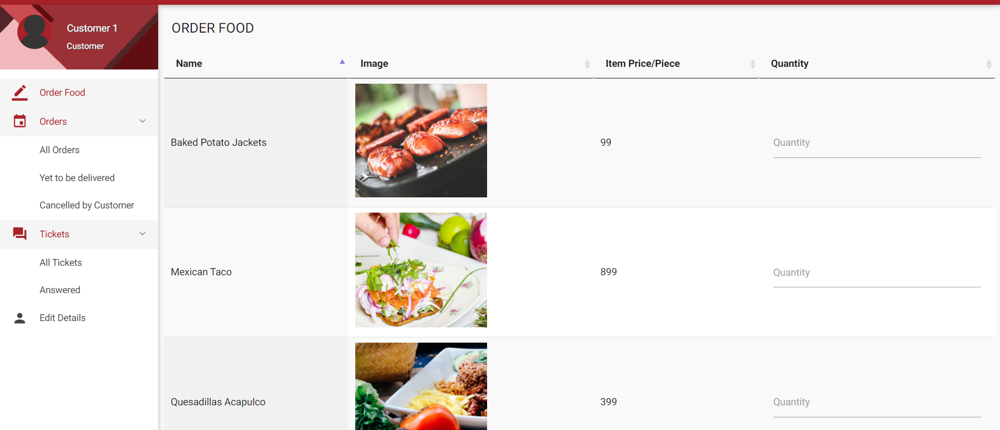 Customer 1
Customer
Order Food
Orders
All Orders
Yet to be delivered
Cancelled by Customer
Tickets
All Tickets
Answered
Edit Details
ORDER FOOD
Name Image Item Price/Piece Quantity
Baked Potato Jackets 99 Quantity
Mexican Taco 899 Quantity
Quesadillas Acapulco 399 Quantity